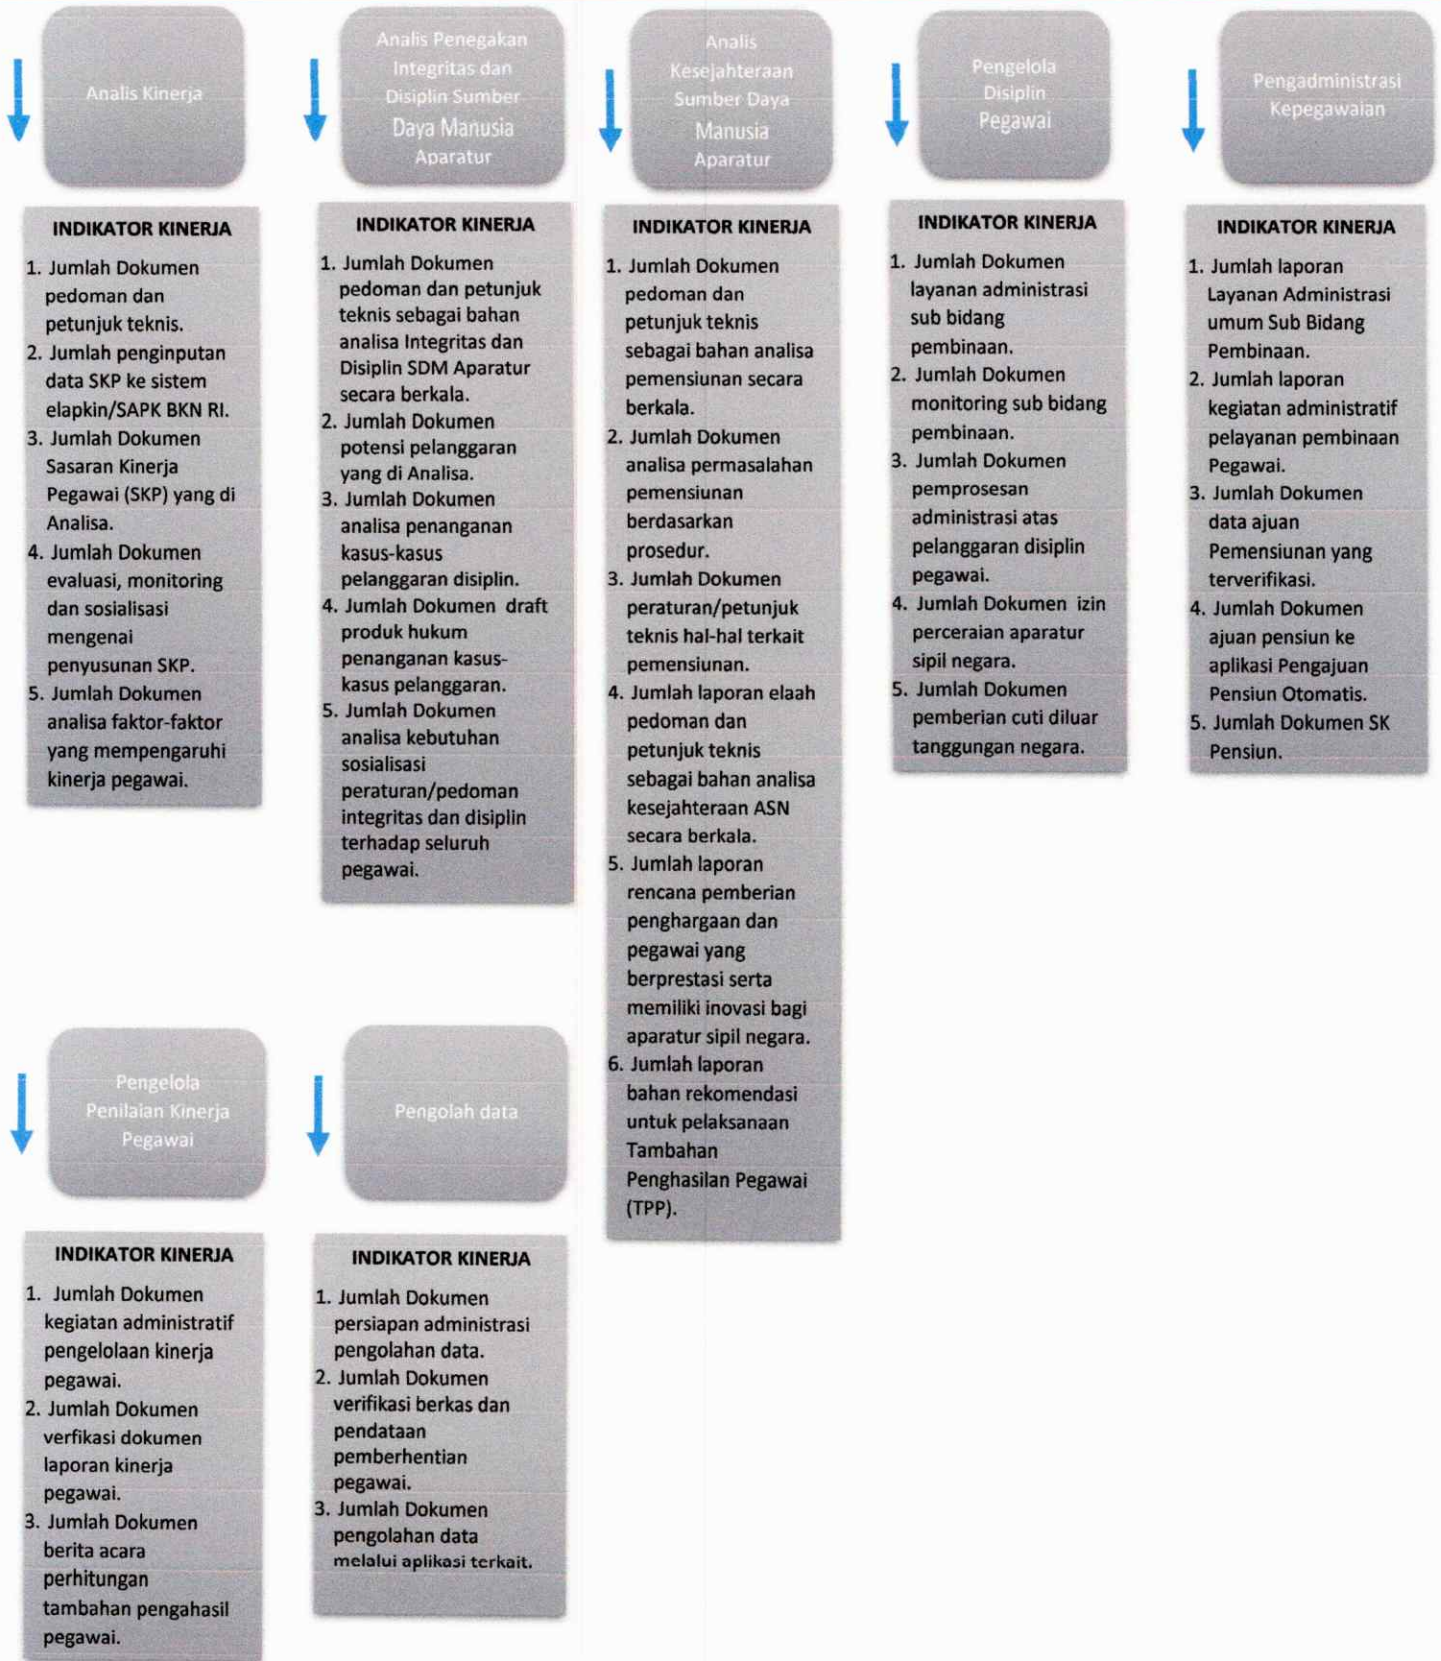 Analis Kinerja
INDIKATOR KINERJA
1. Jumlah Dokumen
pedoman dan
petunjuk teknis.
2. Jumlah penginputan
data SKP ke sistem
elapkin/SAPK BKN RI.
3. Jumlah Dokumen
Sasaran Kinerja
Pegawai (SKP) yang di
Analisa.
4. Jumlah Dokumen
evaluasi, monitoring
dan sosialisasi
mengenai
penyusunan SKP.
5. Jumlah Dokumen
analisa faktor-faktor
yang mempengaruhi
kinerja pegawai.
Analis Penegakan
Integritas dan
Disiplin Sumber
Daya Manusia
Aparatur
INDIKATOR KINERJA
1. Jumlah Dokumen
pedoman dan petunjuk
teknis sebagai bahan
analisa Integritas dan
Disiplin SDM Aparatur
secara berkala.
2. Jumlah Dokumen
potensi pelanggaran
yang di Analisa.
3. Jumlah Dokumen
analisa penanganan
kasus-kasus
pelanggaran disiplin.
4. Jumlah Dokumen draft
produk hukum
penanganan kasus-
kasus pelanggaran.
5. Jumlah Dokumen
analisa kebutuhan
sosialisasi
peraturan/pedoman
integritas dan disiplin
terhadap seluruh
pegawai.
Analis
Kesejahteraan
Sumber Daya
Manusia
Aparatur
INDIKATOR KINERJA
1. Jumlah Dokumen
pedoman dan
petunjuk teknis
sebagai bahan analisa
pemensiunan secara
berkala.
2. Jumlah Dokumen
analisa permasalahan
pemensiunan
berdasarkan
prosedur.
3. Jumlah Dokumen
peraturan/petunjuk
teknis hal-hal terkait
pemensiunan.
4. Jumlah laporan elaah
pedoman dan
petunjuk teknis
sebagai bahan analisa
kesejahteraan ASN
secara berkala.
5. Jumlah laporan
rencana pemberian
penghargaan dan
pegawai yang
berprestasi serta
memiliki inovasi bagi
aparatur sipil negara.
6. Jumlah laporan
bahan rekomendasi
untuk pelaksanaan
Tambahan
Penghasilan Pegawai
(TPP).
Pengelola
Disiplin
Pegawai
INDIKATOR KINERJA
1. Jumlah Dokumen
layanan administrasi
sub bidang
pembinaan.
2. Jumlah Dokumen
monitoring sub bidang
pembinaan.
3. Jumlah Dokumen
pemprosesan
administrasi atas
pelanggaran disiplin
pegawai.
4. Jumlah Dokumen izin
perceraian aparatur
sipil negara.
5. Jumlah Dokumen
pemberian cuti diluar
tanggungan negara.
Pengadministrasi
Kepegawaian
INDIKATOR KINERJA
1. Jumlah laporan
Layanan Administrasi
umum Sub Bidang
Pembinaan.
2. Jumlah laporan
kegiatan administratif
pelayanan pembinaan
Pegawai.
3. Jumlah Dokumen
data ajuan
Pemensiunan yang
terverifikasi.
4. Jumlah Dokumen
ajuan pensiun ke
aplikasi Pengajuan
Pensiun Otomatis.
5. Jumlah Dokumen SK
Pensiun.
Pengelola
Penilaian Kinerja
Pegawai
INDIKATOR KINERJA
1. Jumlah Dokumen
kegiatan administratif
pengelolaan kinerja
pegawai.
2. Jumlah Dokumen
verfikasi dokumen
laporan kinerja
pegawai.
3. Jumlah Dokumen
berita acara
perhitungan
tambahan pengahasil
pegawai.
Pengolah data
INDIKATOR KINERJA
1. Jumlah Dokumen
persiapan administrasi
pengolahan data.
2. Jumlah Dokumen
verifikasi berkas dan
pendataan
pemberhentian
pegawai.
3. Jumlah Dokumen
pengolahan data
melalui aplikasi terkait.